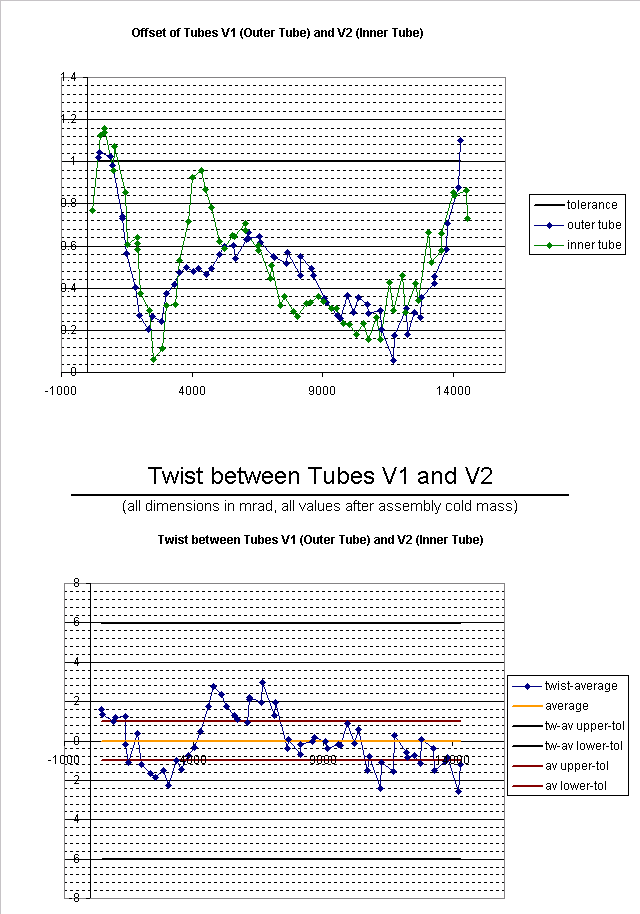 Offset of Tubes V1 (Outer Tube) and V2 (Inner Tube)
1.4
1.2
1
0.8
0.6
0.4
0.2
0
-1000 4000 9000 14000
tolerance
outer tube
inner tube
Twist between Tubes V1 and V2
(all dimensions in mrad, all values after assembly cold mass)
Twist between Tubes V1 (Outer Tube) and V2 (Inner Tube)
8
6
4
2
0
-1000 4000 9000 14000
2
4
-6
-8
twist-average
average
tw-av upper-tol
tw-av lower-tol
av upper-tol
av lower-tol